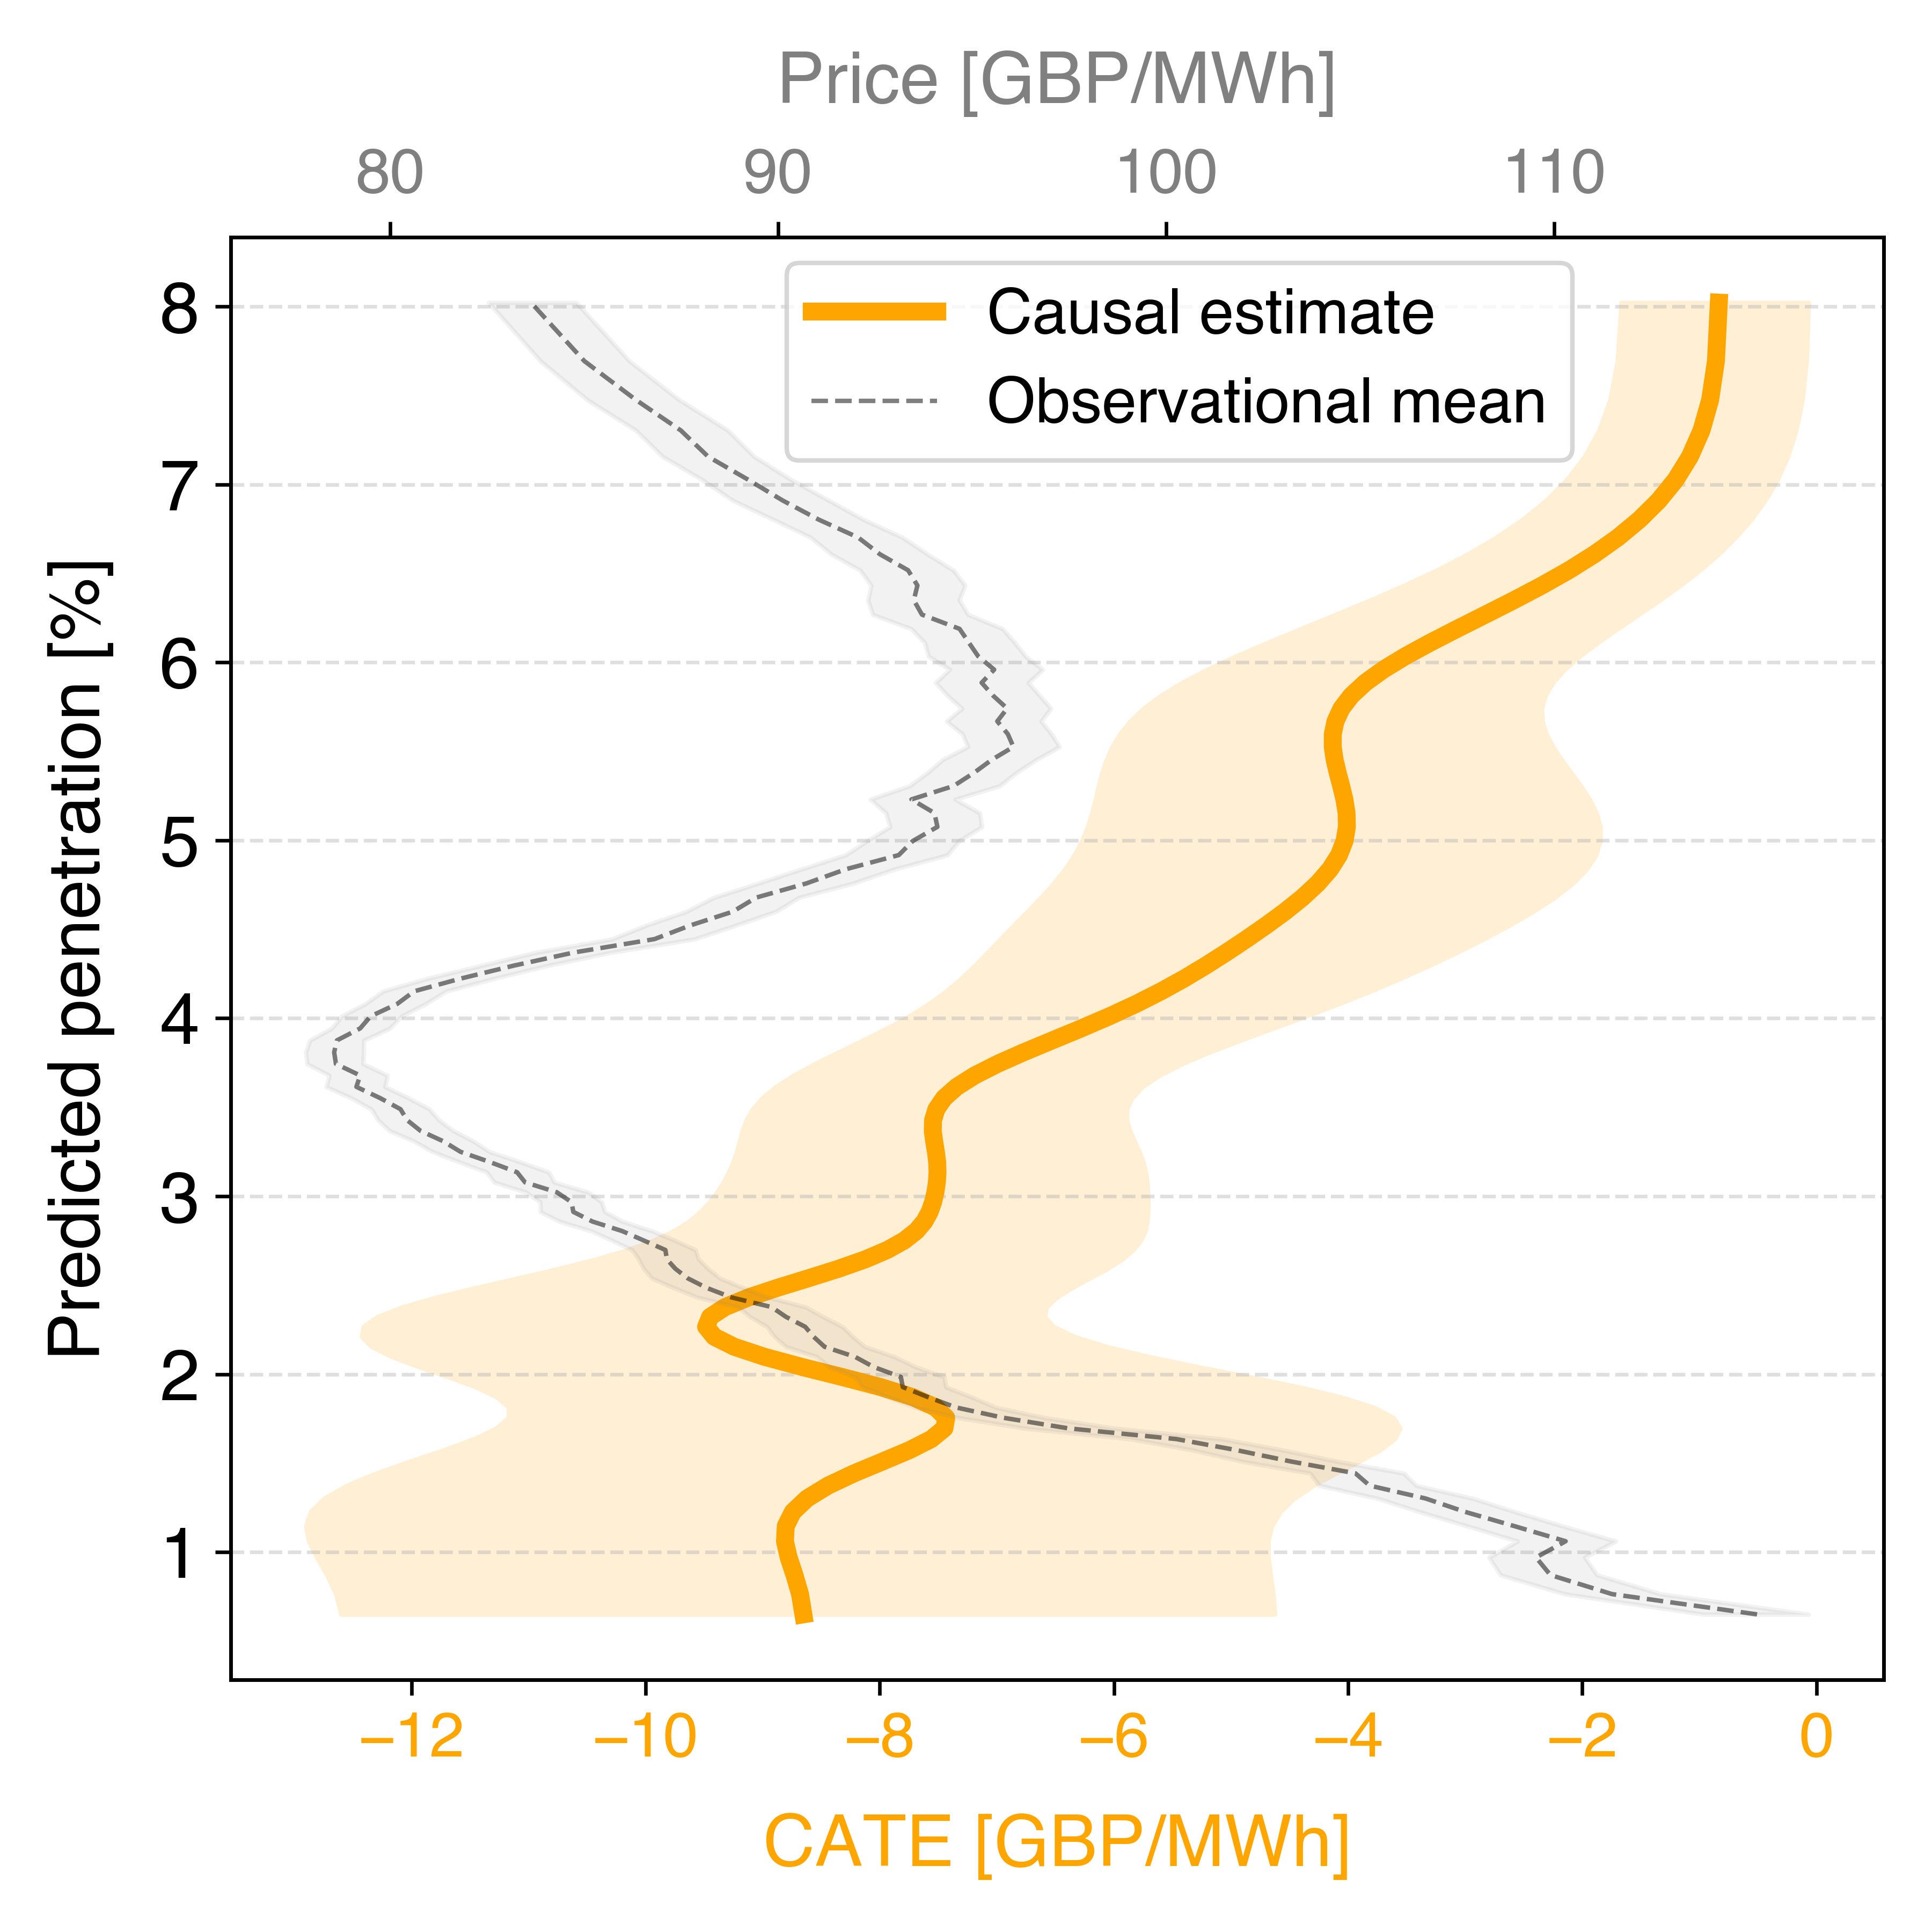 Price [GBP/MWh]
80 90 100 110
Causal estimate
Observational mean
Predicted penetration [%]
8
7
6
5
4
3
2
1
−12 −10 −8 −6 −4 −2 0
CATE [GBP/MWh]